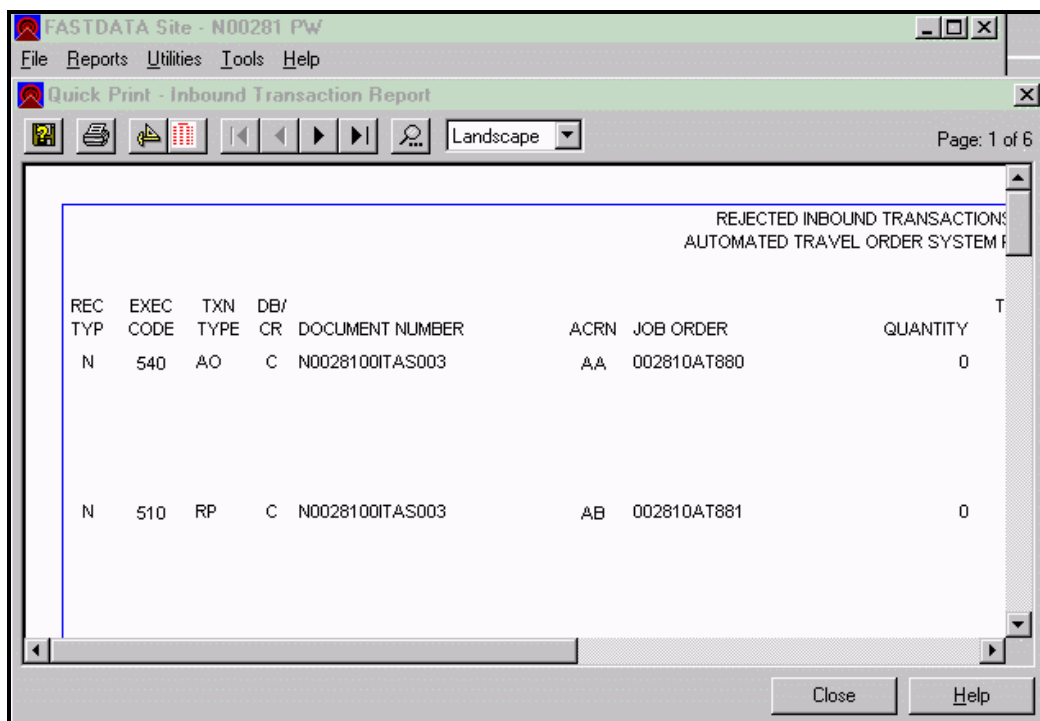 FASTDATA Site - N00281 PW
File Reports Utilities Tools Help
Quick Print - Inbound Transaction Report
Landscape
Page: 1 of 6
REJECTED INBOUND TRANSACTIONS
AUTOMATED TRAVEL ORDER SYSTEM
REC EXEC TXN DB/ T
TYP CODE TYPE CR DOCUMENT NUMBER ACRN JOB ORDER QUANTITY
N 540 AO C N0028100ITAS003 AA 002810AT880 0
N 510 RP C N0028100ITAS003 AB 002810AT881 0
Close Help